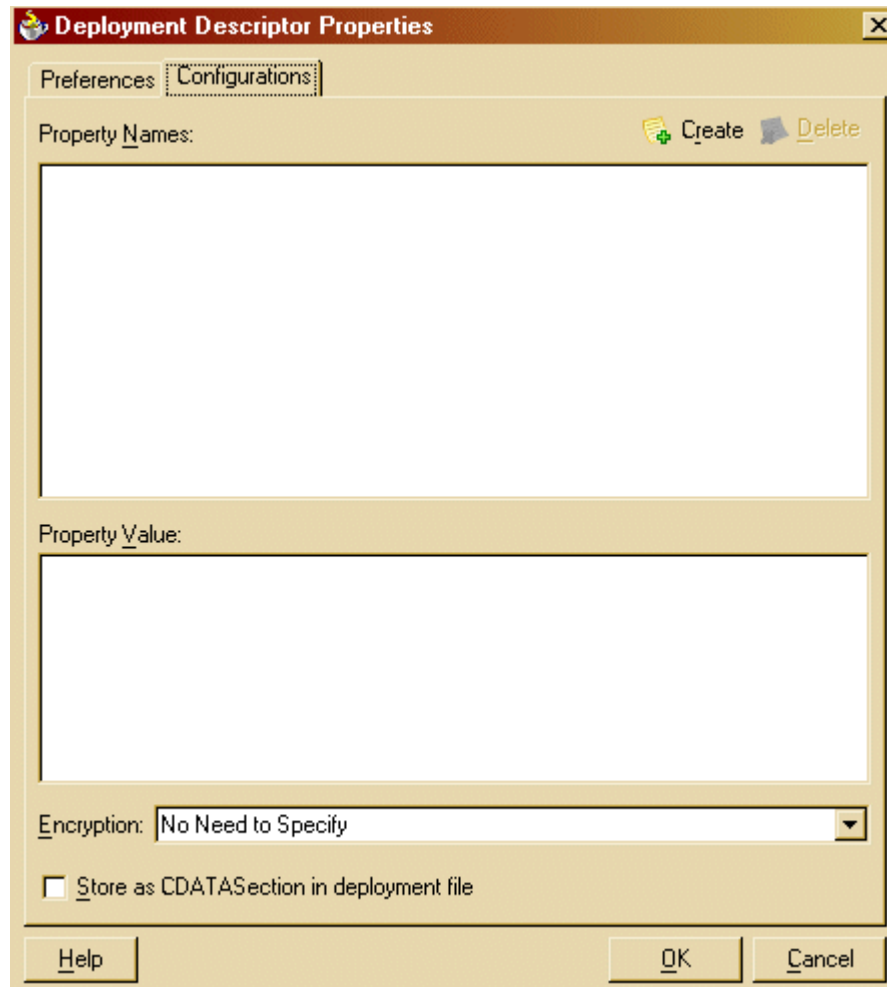 Deployment Descriptor Properties
Preferences Configurations
Property Names: Create Delete
Property Value:
Encryption: No Need to Specify
Store as CDATASection in deployment file
Help OK Cancel